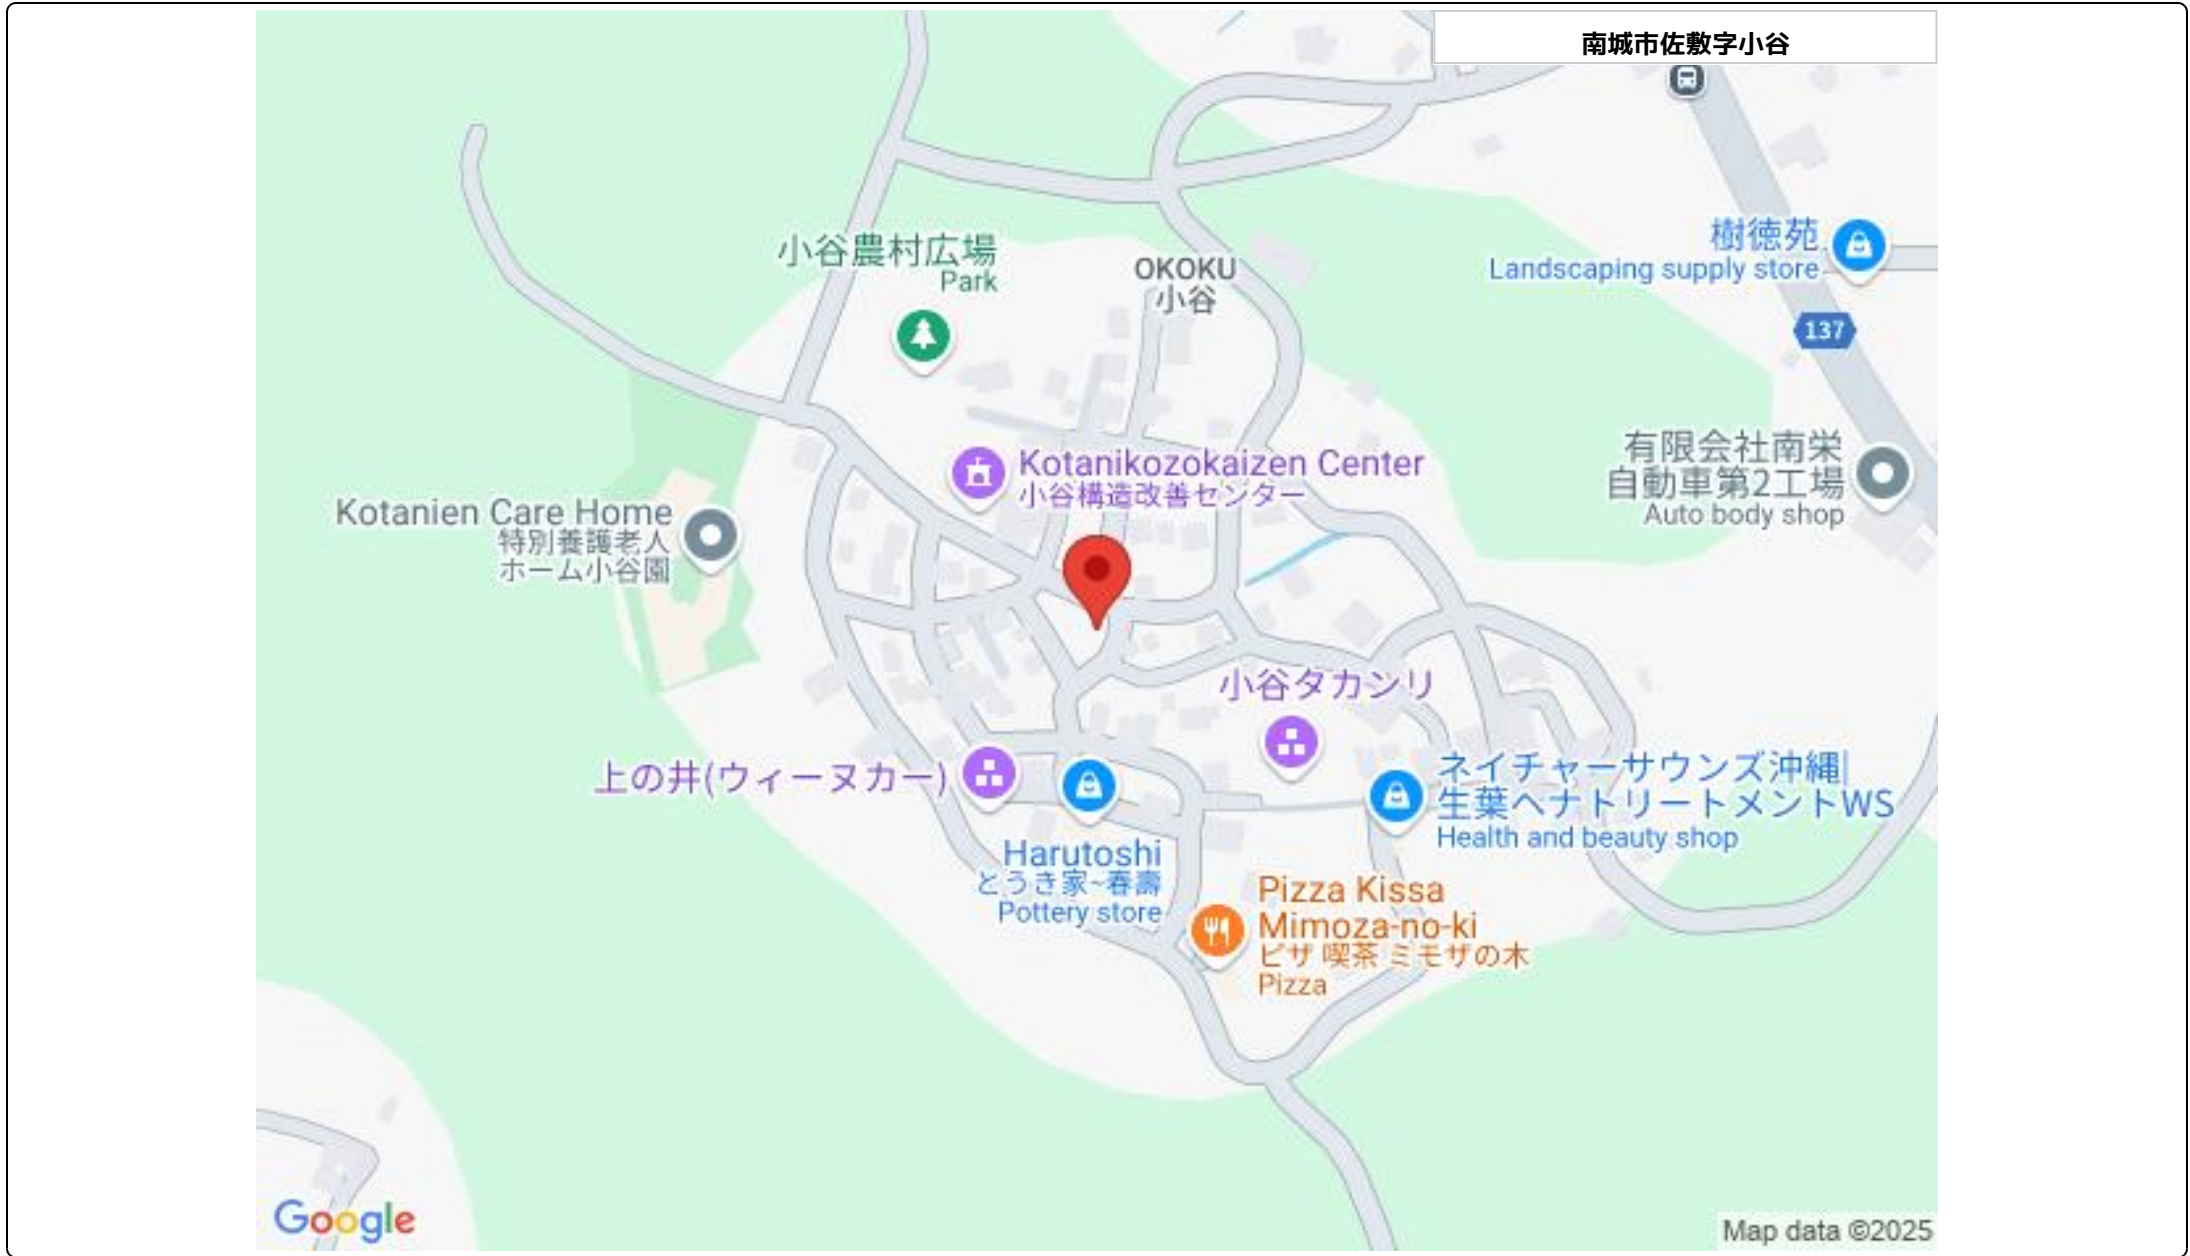 南城市佐敷字小谷
樹徳苑
Landscaping supply store
小谷農村広場
Park
OKOKU
小谷
137
有限会社南栄
自動車第2工場
Auto body shop
Kotanikozokaizen Center
小谷構造改善センター
Kotanien Care Home
特別養護老人
ホーム小谷園
小谷タカンリ
上の井(ウィーヌカー)
ネイチャーサウンズ沖縄|
生葉ヘナトリートメントWS
Health and beauty shop
Harutoshi
とうき家~春壽
Pottery store
Pizza Kissa
Mimoza-no-ki
ピザ 喫茶 ミモザの木
Pizza
Google
Map data ©2025